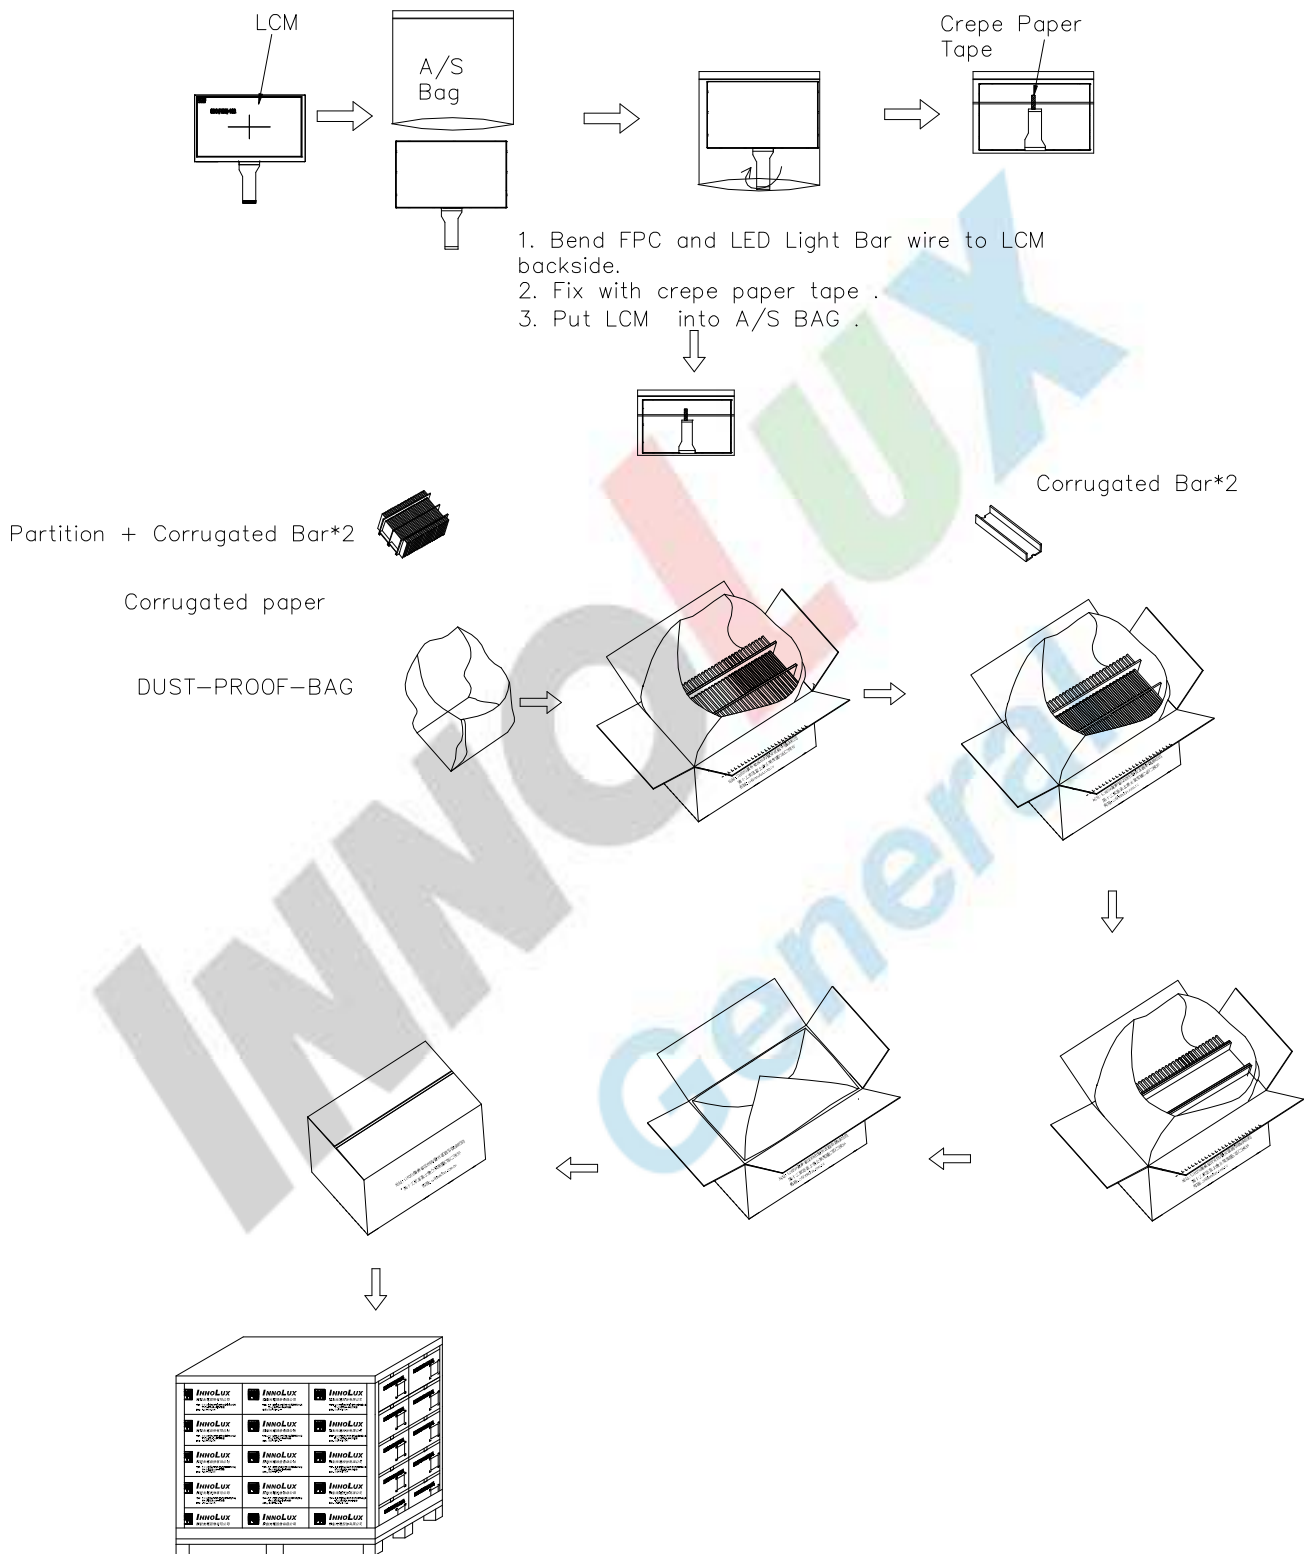 LCM
A/S
Bag
Crepe Paper
Tape
1. Bend FPC and LED Light Bar wire to LCM
backside.
2. Fix with crepe paper tape .
3. Put LCM into A/S BAG .
Corrugated Bar*2
Partition + Corrugated Bar*2
Corrugated paper
DUST-PROOF-BAG
INNOLUX
General
INNOLUX INNOLUX INNOLUX
INNOLUX INNOLUX INNOLUX
INNOLUX INNOLUX INNOLUX
INNOLUX INNOLUX INNOLUX
INNOLUX INNOLUX INNOLUX